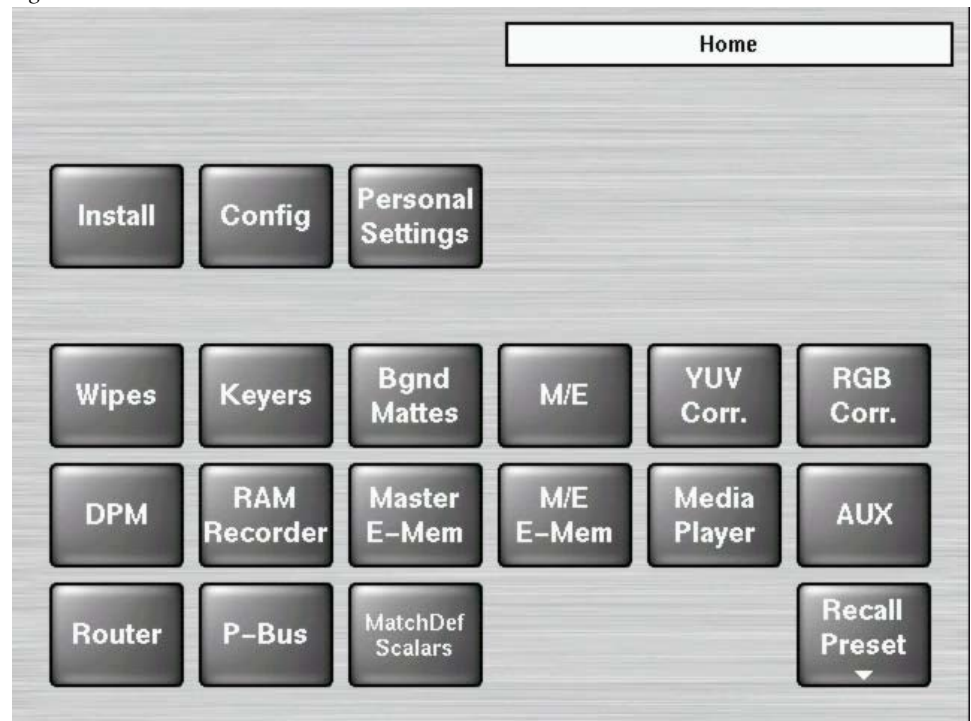 Home
Install
Config
Personal
Settings
Wipes
Keyers
Bgnd
Mattes
M/E
YUV
Corr.
RGB
Corr.
DPM
RAM
Recorder
Master
E-Mem
M/E
E-Mem
Media
Player
AUX
Router
P-Bus
MatchDef
Scalars
Recall
Preset